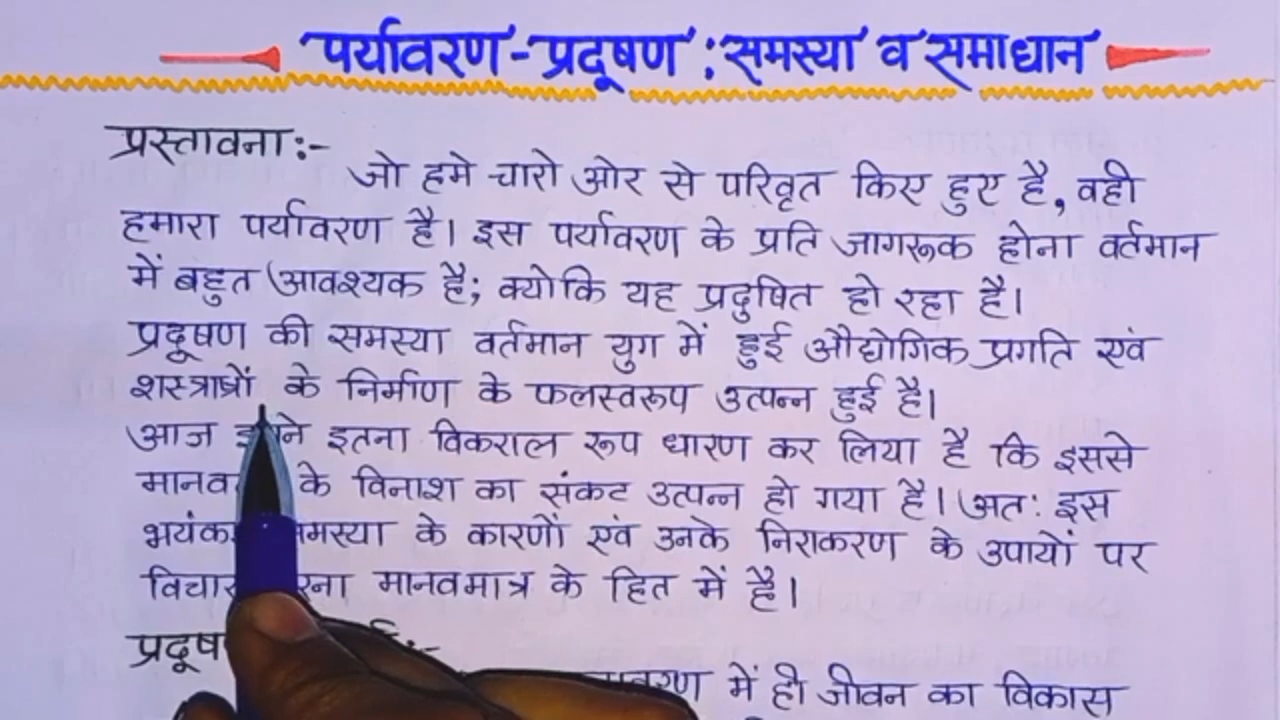 पर्यावरण-प्रदूषण : समस्या व समाधान
प्रस्तावना:-
जो हमे चारो ओर से परिवृत किए हुए है, वही
हमारा पर्यावरण है। इस पर्यावरण के प्रति जागरूक होना वर्तमान
में बहुत आवश्यक है; क्योकि यह प्रदुषित हो रहा है।
प्रदूषण की समस्या वर्तमान युग में हुई औद्योगिक प्रगति एवं
के निर्माण के फलस्वरूप उत्पन्न हुई है।
आज इतना विकराल रूप धारण कर लिया है कि इससे
के विनाश का संकट उत्पन्न हो गया है। अतः इस
के कारणों एवं उनके निराकरण के उपायों पर
मानवमात्र के हित में है।
में ही जीवन का विकास